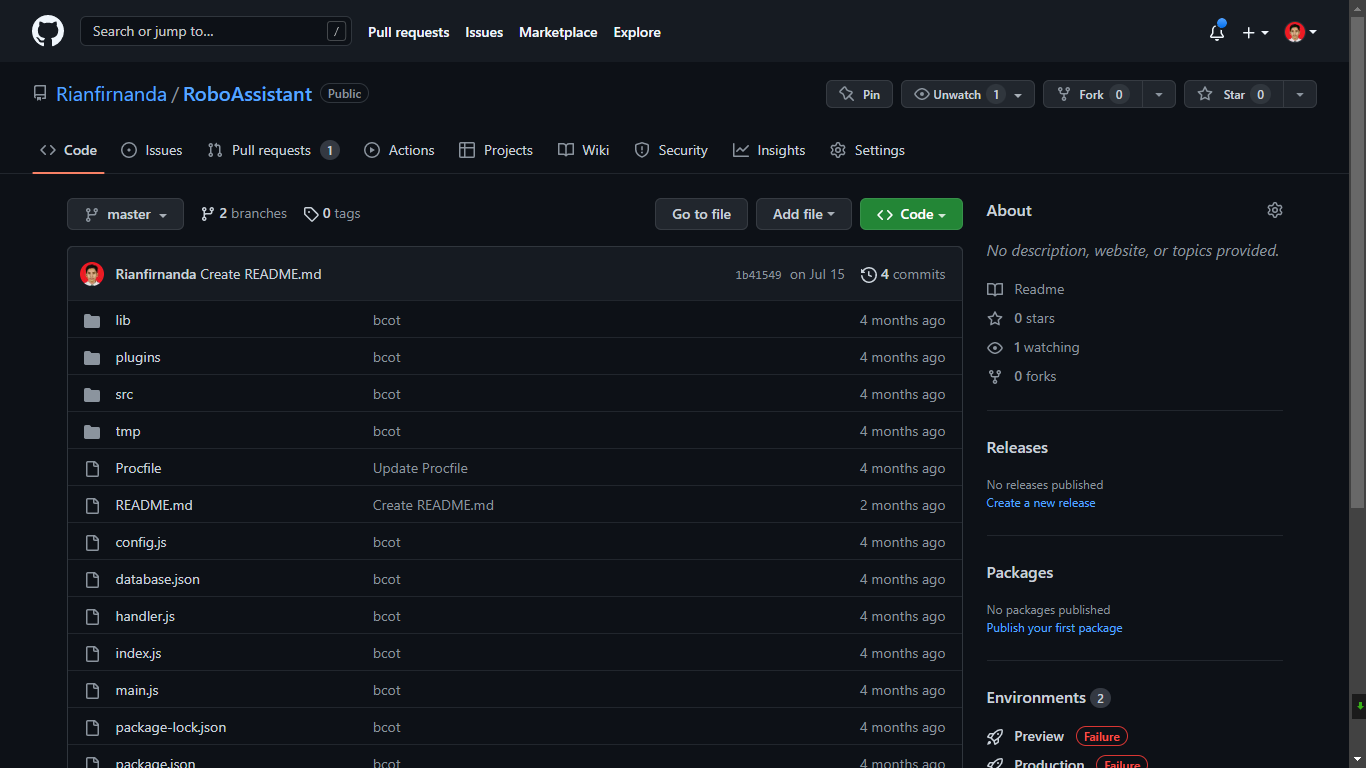 Search or jump to... / Pull requests Issues Marketplace Explore
Rianfirnanda / RoboAssistant Public Pin Unwatch 1 Fork 0 Star 0
Code Issues Pull requests 1 Actions Projects Wiki Security Insights Settings
master 2 branches 0 tags Go to file Add file Code
Rianfirnanda Create README.md 1b41549 on Jul 15 4 commits
lib bcot 4 months ago
plugins bcot 4 months ago
src bcot 4 months ago
tmp bcot 4 months ago
Procfile Update Procfile 4 months ago
README.md Create README.md 2 months ago
config.js bcot 4 months ago
database.json bcot 4 months ago
handler.js bcot 4 months ago
index.js bcot 4 months ago
main.js bcot 4 months ago
package-lock.json bcot 4 months ago
package.json bcot 4 months ago
About
No description, website, or topics provided.
Readme
0 stars
1 watching
0 forks
Releases
No releases published
Create a new release
Packages
No packages published
Publish your first package
Environments 2
Preview Failure
Production Failure